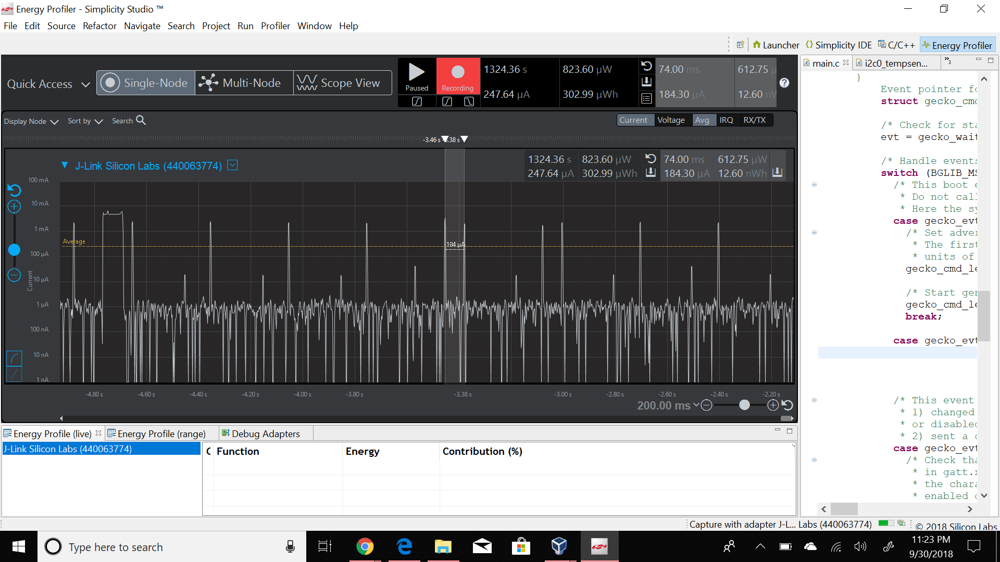 Energy Profiler - Simplicity Studio ™
File Edit Source Refactor Navigate Search Project Run Profiler Window Help
Launcher Simplicity IDE C/C++ Energy Profiler
Quick Access Single-Node Multi-Node Scope View
Paused Recording
1324.36 s 823.60 µW 74.00 ms 612.75 µ
247.64 µA 302.99 µWh 184.30 µA 12.60 nW
Display Node Sort by Search
Current Voltage Avg IRQ RX/TX
-3.46 s -3.38 s
J-Link Silicon Labs (440063774)
1324.36 s 823.60 µW 74.00 ms 612.75 µW
247.64 µA 302.99 µWh 184.30 µA 12.60 nWh
100 mA
10 mA
1 mA
Average
184 µA
100 µA
Current
10 µA
1 µA
100 nA
10 nA
1 nA
-4.80 s -4.60 s -4.40 s -4.20 s -4.00 s -3.80 s -3.38 s -3.00 s -2.80 s -2.60 s -2.40 s -2.20 s
200.00 ms
main.c i2c0_tempsen... »3
}
Event pointer fo
struct gecko_cmd
/* Check for sta
evt = gecko_wait
/* Handle events
switch (BGLIB_MS
/* This boot e
* Do not call
* Here the sy
case gecko_evt
/* Set adver
* The first
* units of
gecko_cmd_le
/* Start gen
gecko_cmd_le
break;
case gecko_evt
/* This event
* 1) changed
* or disabled
* 2) sent a c
case gecko_evt
/* Check tha
* in gatt.x
* the chara
* enabled c
Energy Profile (live) Energy Profile (range) Debug Adapters
J-Link Silicon Labs (440063774)
C Function Energy Contribution (%)
Capture with adapter J-L... Labs (440063774)
© 2018 Silicon Labs
Type here to search
11:23 PM
9/30/2018